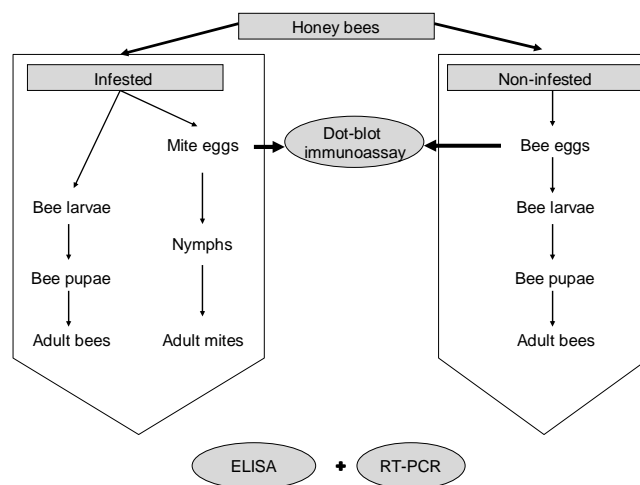 Honey bees
Infested
Non-infested
Mite eggs
Dot-blot
immunoassay
Bee eggs
Bee larvae
Nymphs
Bee larvae
Bee pupae
Bee pupae
Adult bees
Adult mites
Adult bees
ELISA + RT-PCR